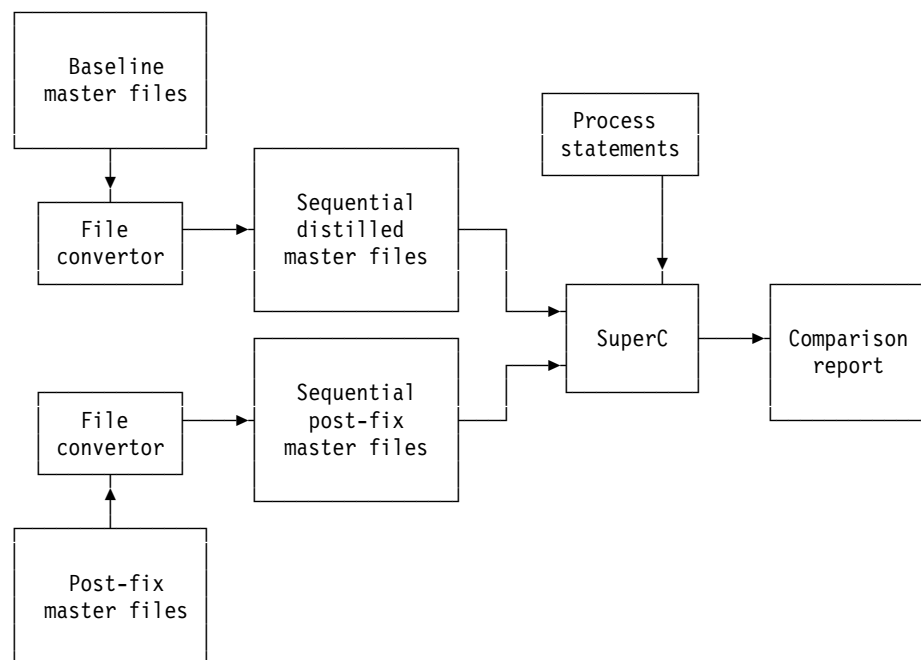 Baseline
master files
Process
statements
File
convertor
Sequential
distilled
master files
SuperC
Comparison
report
File
convertor
Sequential
post-fix
master files
Post-fix
master files